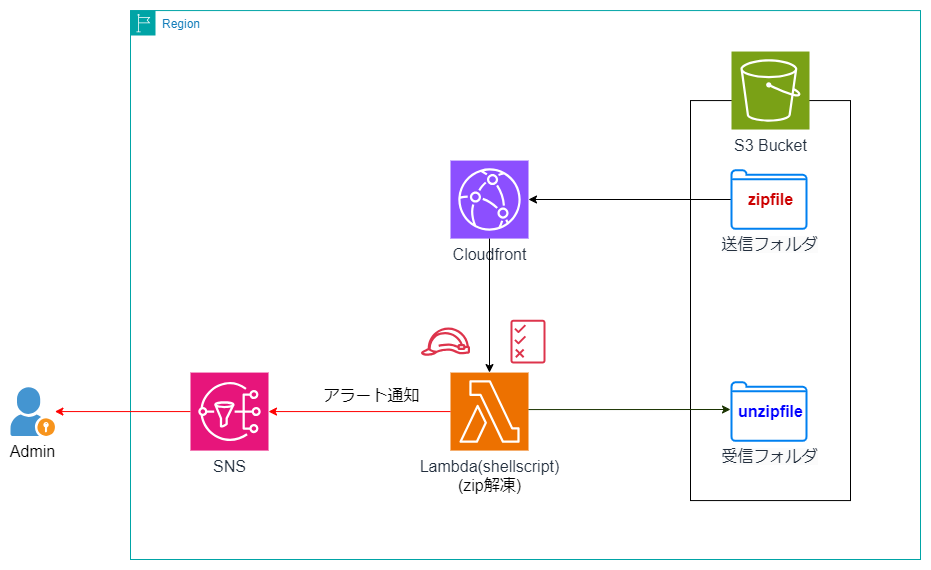 Region
S3 Bucket
zipfile
送信フォルダ
Cloudfront
アラート通知
unzipfile
受信フォルダ
Admin
SNS
Lambda(shellscript)
(zip解凍)